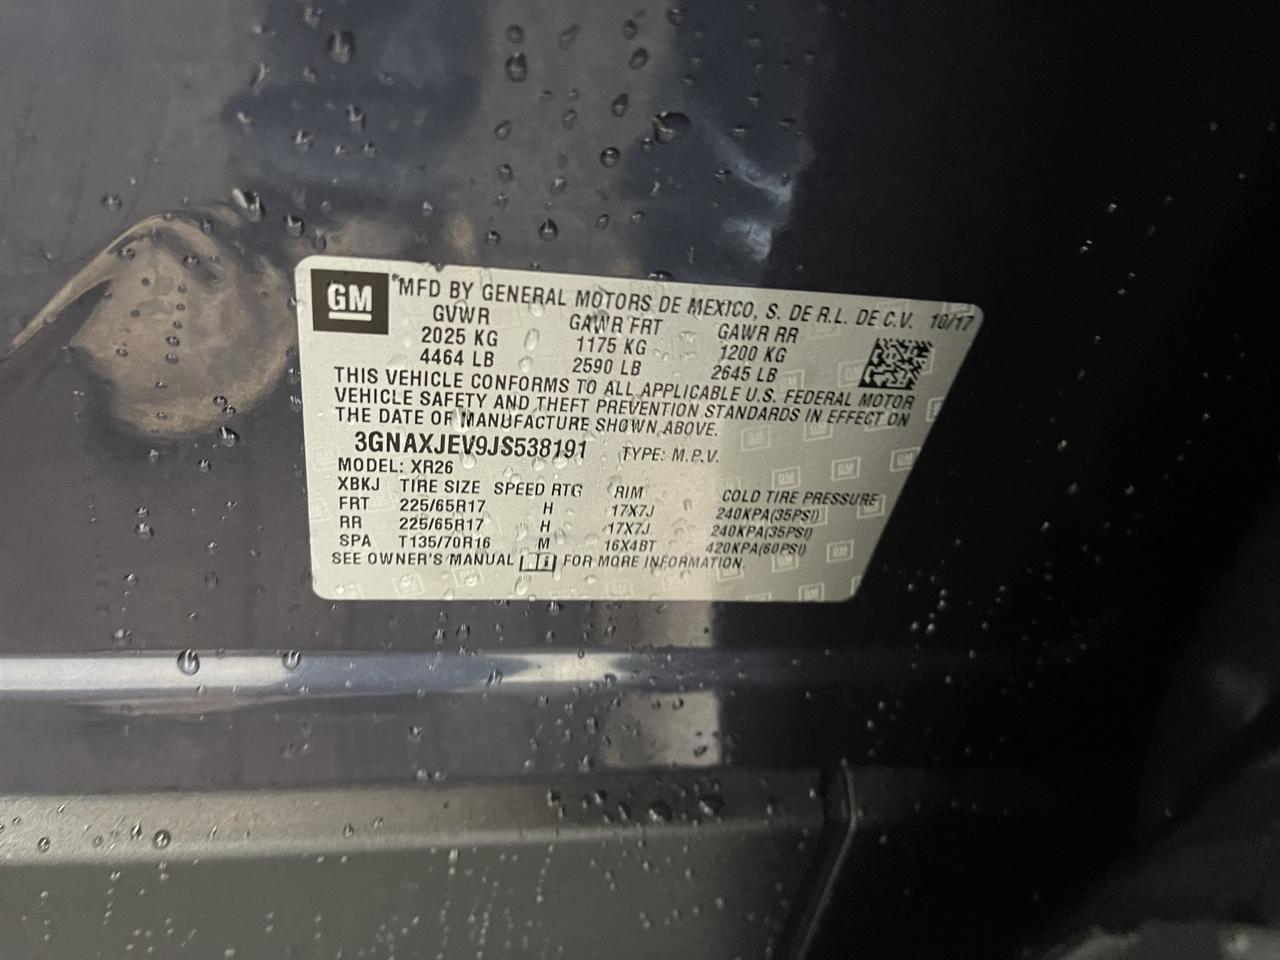 GM MFD BY GENERAL MOTORS DE MEXICO, S. DE R.L. DE C.V. 10/17
GVWR GAWR FRT GAWR RR
2025 KG 1175 KG 1200 KG
4464 LB 2590 LB 2645 LB
THIS VEHICLE CONFORMS TO ALL APPLICABLE U.S. FEDERAL MOTOR
VEHICLE SAFETY AND THEFT PREVENTION STANDARDS IN EFFECT ON
THE DATE OF MANUFACTURE SHOWN ABOVE.
3GNAXJEV9JS538191 TYPE: M.P.V.
MODEL: XR26
XBKJ TIRE SIZE SPEED RTG RIM COLD TIRE PRESSURE
FRT 225/65R17 H 17X7J 240KPA(35PSI)
RR 225/65R17 H 17X7J 240KPA(35PSI)
SPA T135/70R16 M 16X4BT 420KPA(60PSI)
SEE OWNER'S MANUAL FOR MORE INFORMATION.